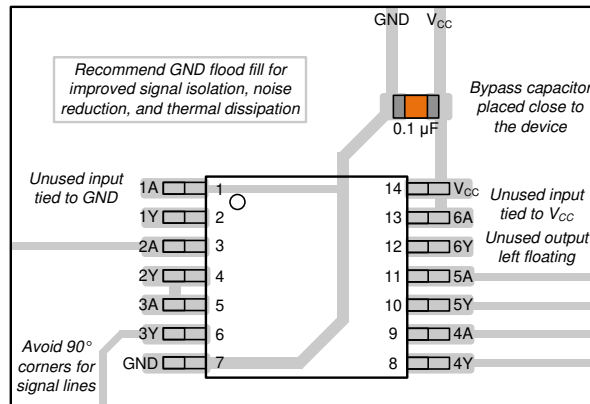 GND VCC
Recommend GND flood fill for
improved signal isolation, noise
reduction, and thermal dissipation
0.1 µF
Bypass capacitor
placed close to
the device
Unused input
tied to GND
1A 1 14 VCC
1Y 2 13 6A
2A 3 12 6Y
2Y 4 11 5A
3A 5 10 5Y
3Y 6 9 4A
GND 7 8 4Y
Unused input
tied to VCC
Unused output
left floating
Avoid 90°
corners for
signal lines